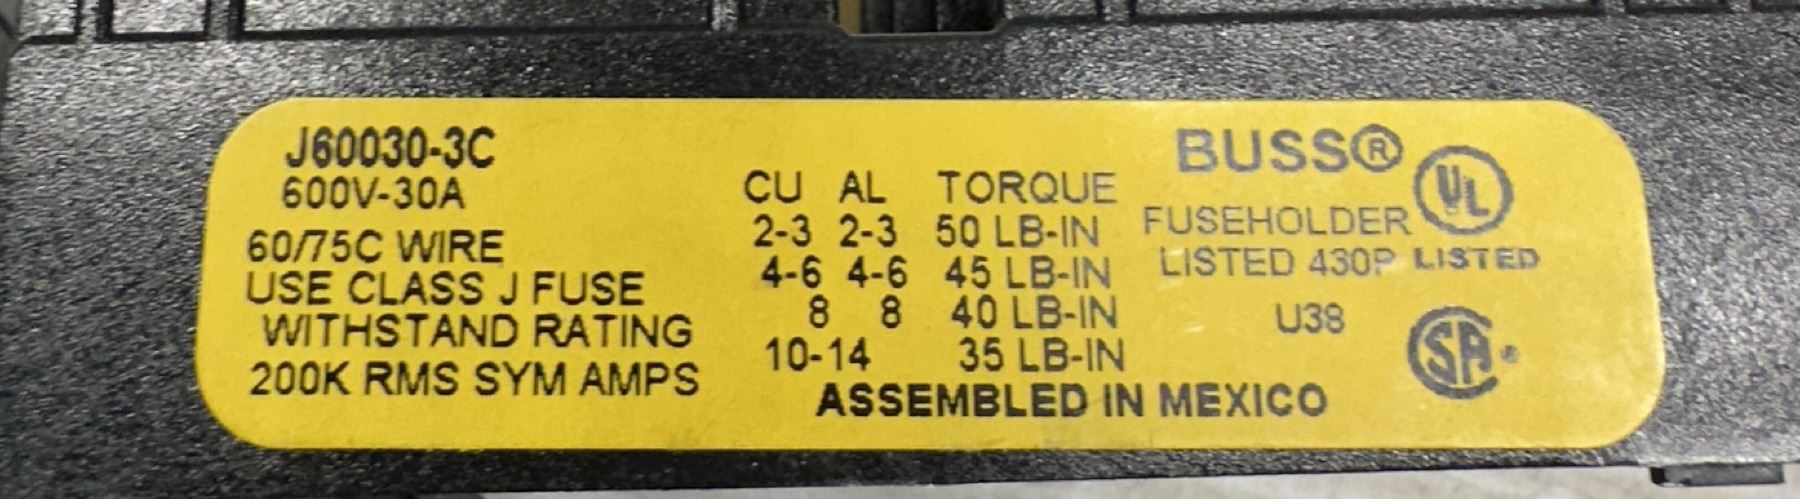 J60030-3C
600V-30A
60/75C WIRE
USE CLASS J FUSE
WITHSTAND RATING
200K RMS SYM AMPS
CU AL TORQUE
2-3 2-3 50 LB-IN
4-6 4-6 45 LB-IN
8 8 40 LB-IN
10-14 35 LB-IN
ASSEMBLED IN MEXICO
BUSS®
FUSEHOLDER
LISTED 430P
U38
UL
LISTED
SA